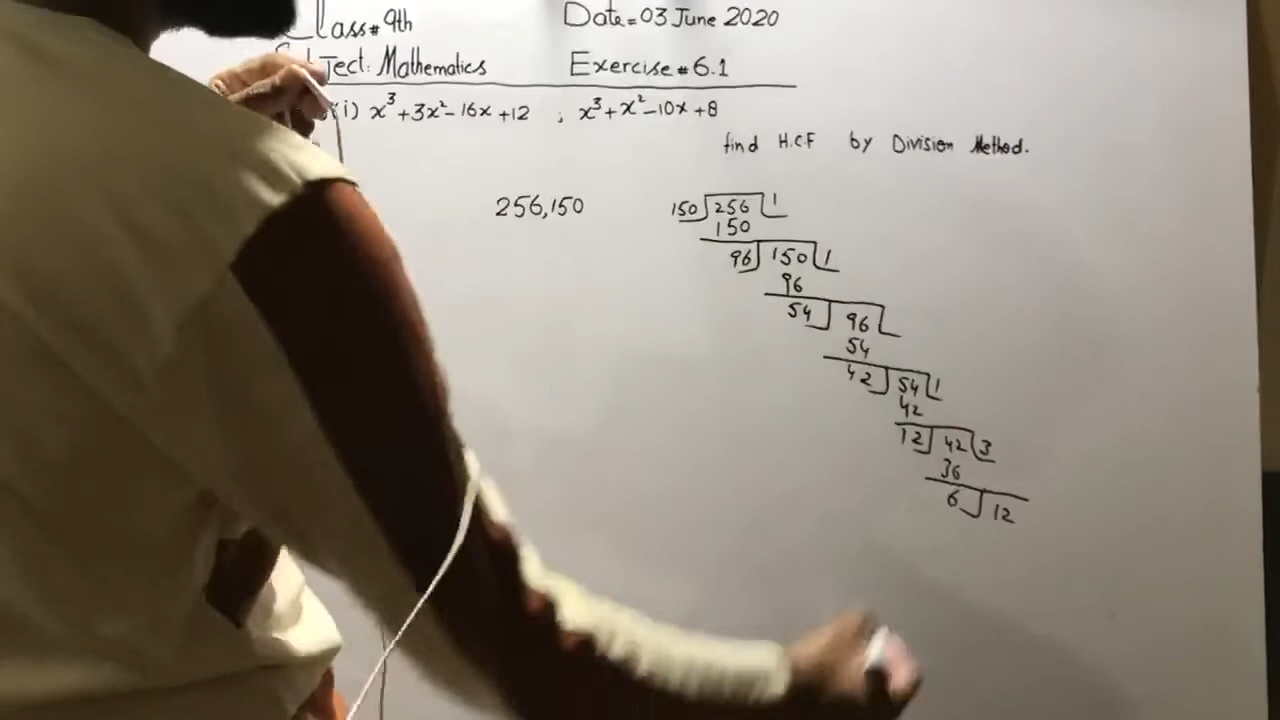 Class# 9th
Date=03 June 2020
ject: Mathematics
Exercise#6.1
(i) x³+3x²-16x+12 ; x³+x²-10x+8
find H.C.F by Division Method.
256,150
150 256 1
150
96 150 1
96
54 96
54
42 54 1
42
12 42 3
36
6 12